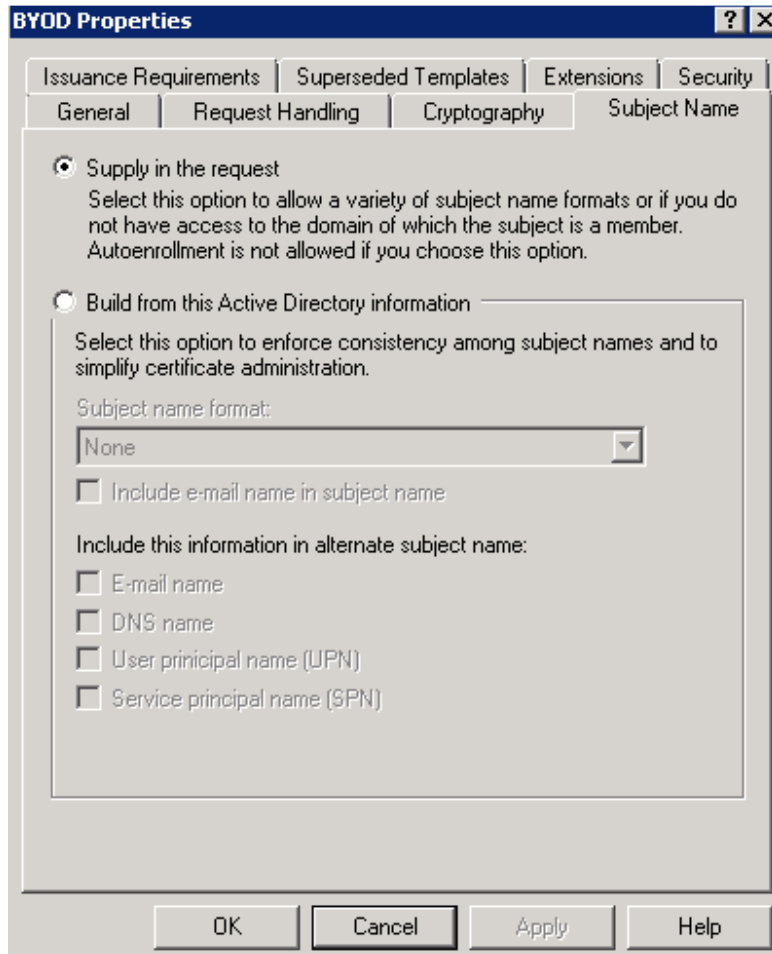 BYOD Properties
Issuance Requirements Superseded Templates Extensions Security
General Request Handling Cryptography Subject Name
Supply in the request
Select this option to allow a variety of subject name formats or if you do
not have access to the domain of which the subject is a member.
Autoenrollment is not allowed if you choose this option.
Build from this Active Directory information
Select this option to enforce consistency among subject names and to
simplify certificate administration.
Subject name format:
None
Include e-mail name in subject name
Include this information in alternate subject name:
E-mail name
DNS name
User prinicipal name (UPN)
Service principal name (SPN)
OK Cancel Apply Help